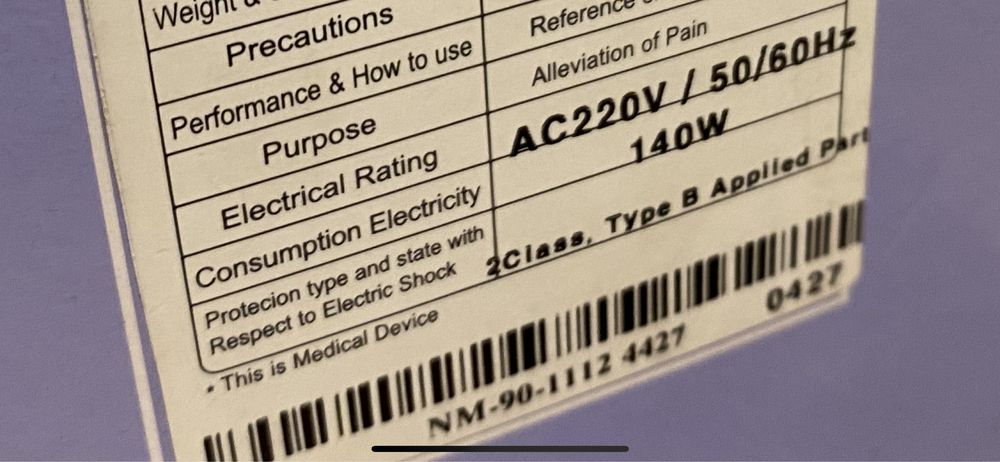 Weight &
Precautions
Reference
Performance & How to use
Alleviation of Pain
Purpose
AC220V / 50/60Hz
Electrical Rating
140W
Consumption Electricity
2Class, Type B Applied Part
Protecion type and state with
Respect to Electric Shock
* This is Medical Device
NM-90-1112 4427 0427